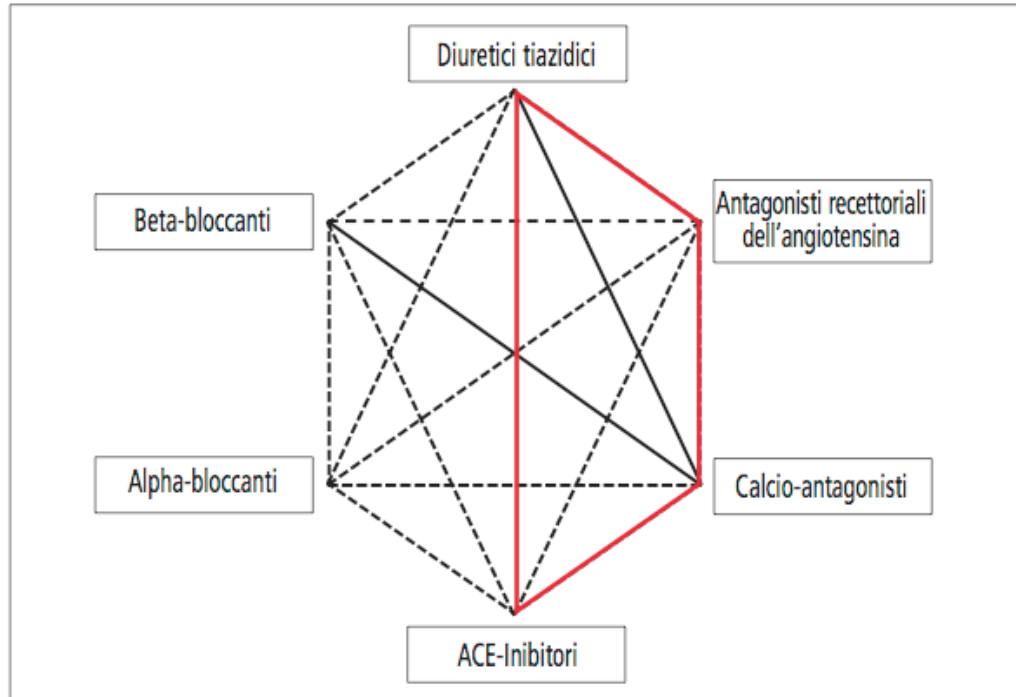 Diuretici tiazidici
Beta-bloccanti
Antagonisti recettoriali
dell'angiotensina
Alpha-bloccanti
Calcio-antagonisti
ACE-Inibitori